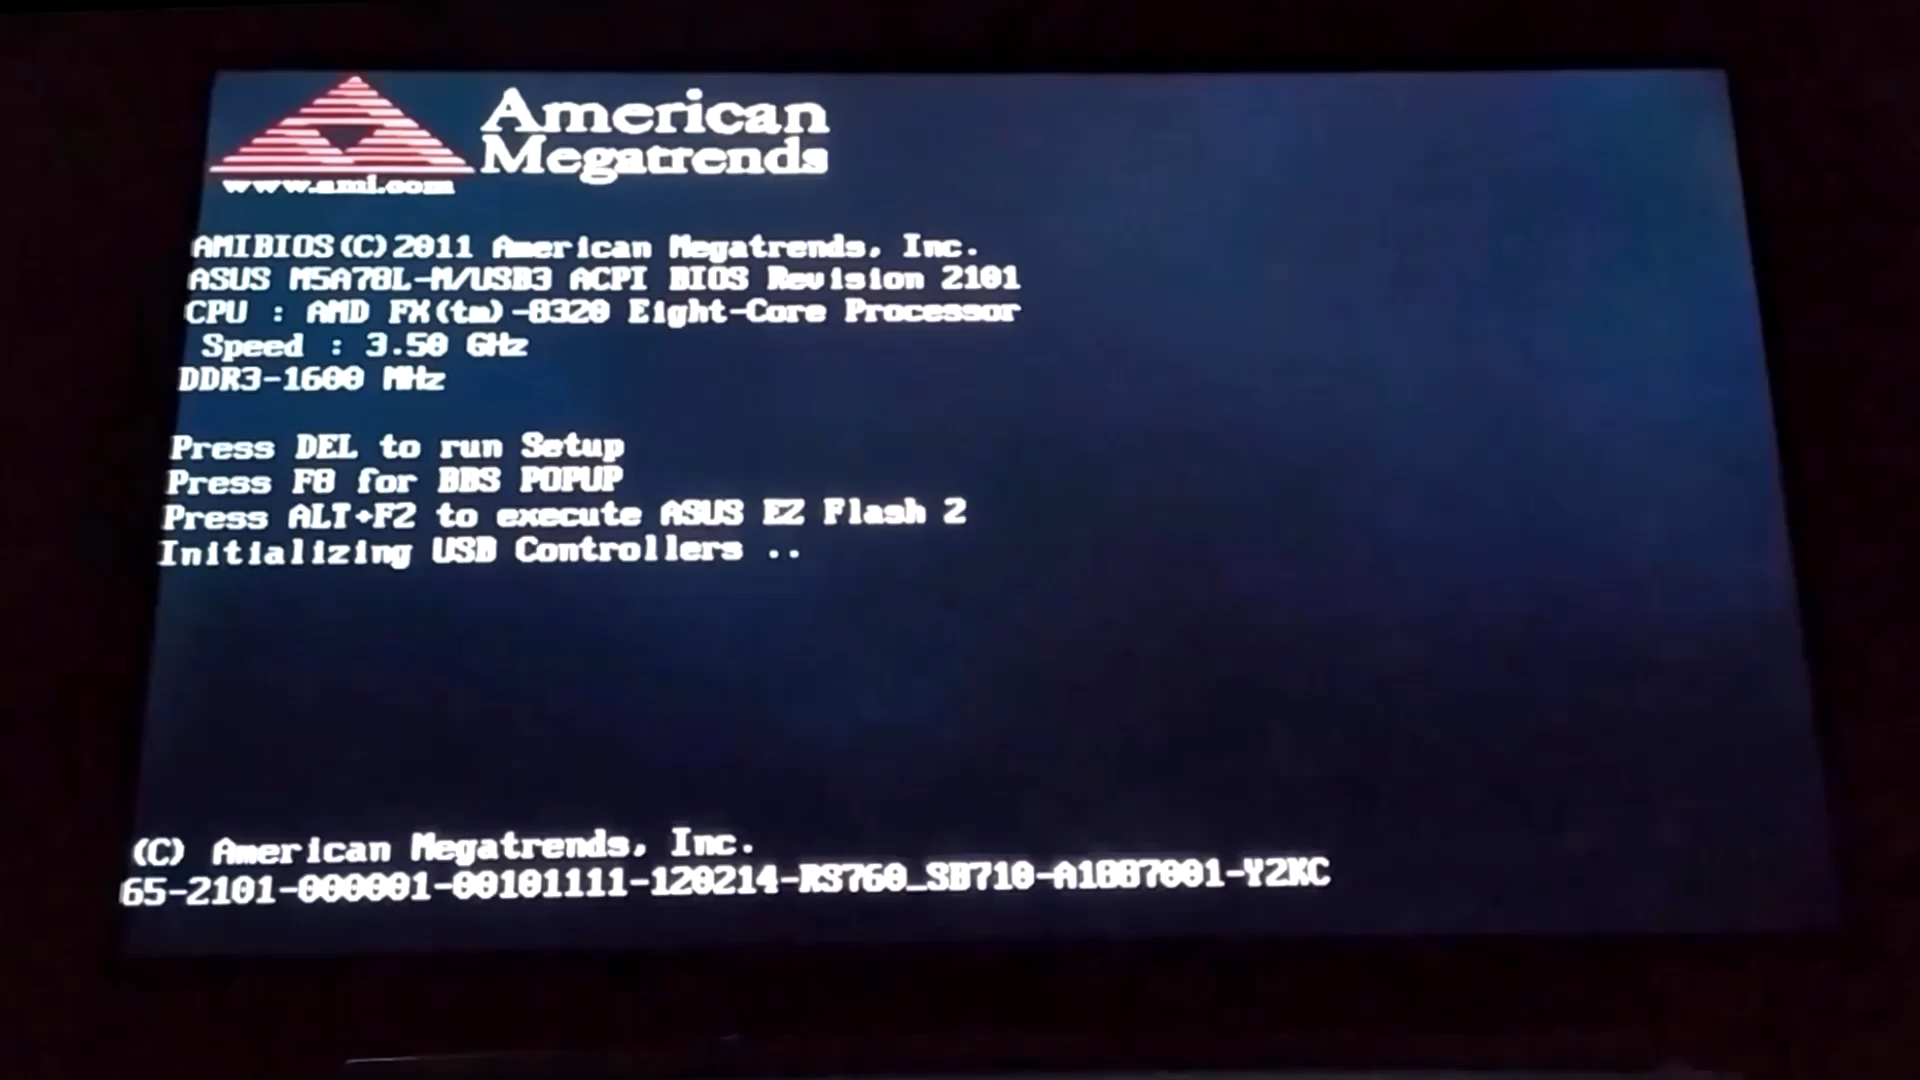 American
Megatrends
www.ami.com
AMIBIOS(C)2011 American Megatrends, Inc.
ASUS M5A78L-M/USB3 ACPI BIOS Revision 2101
CPU : AMD FX(tm)-8320 Eight-Core Processor
Speed : 3.50 GHz
DDR3-1600 MHz
Press DEL to run Setup
Press F8 for BBS POPUP
Press ALT+F2 to execute ASUS EZ Flash 2
Initializing USB Controllers ..
(C) American Megatrends, Inc.
65-2101-000001-00101111-120214-RS760_SB710-A1087001-Y2KC